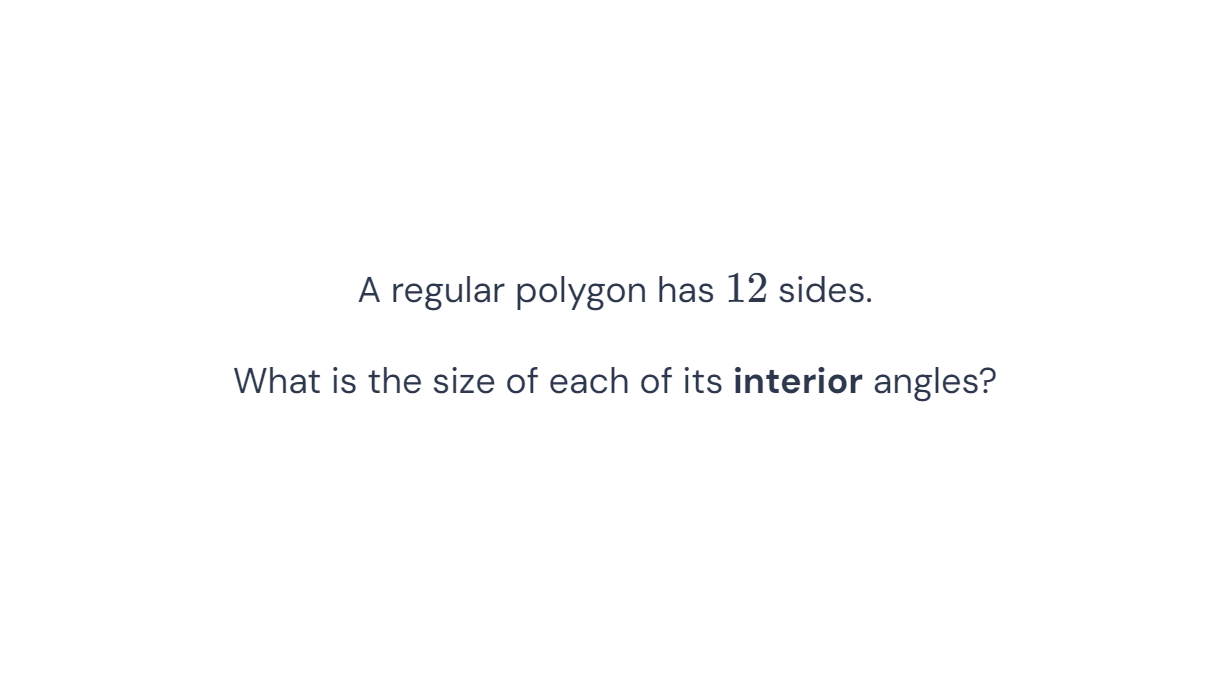 A regular polygon has 12 sides.
What is the size of each of its interior angles?